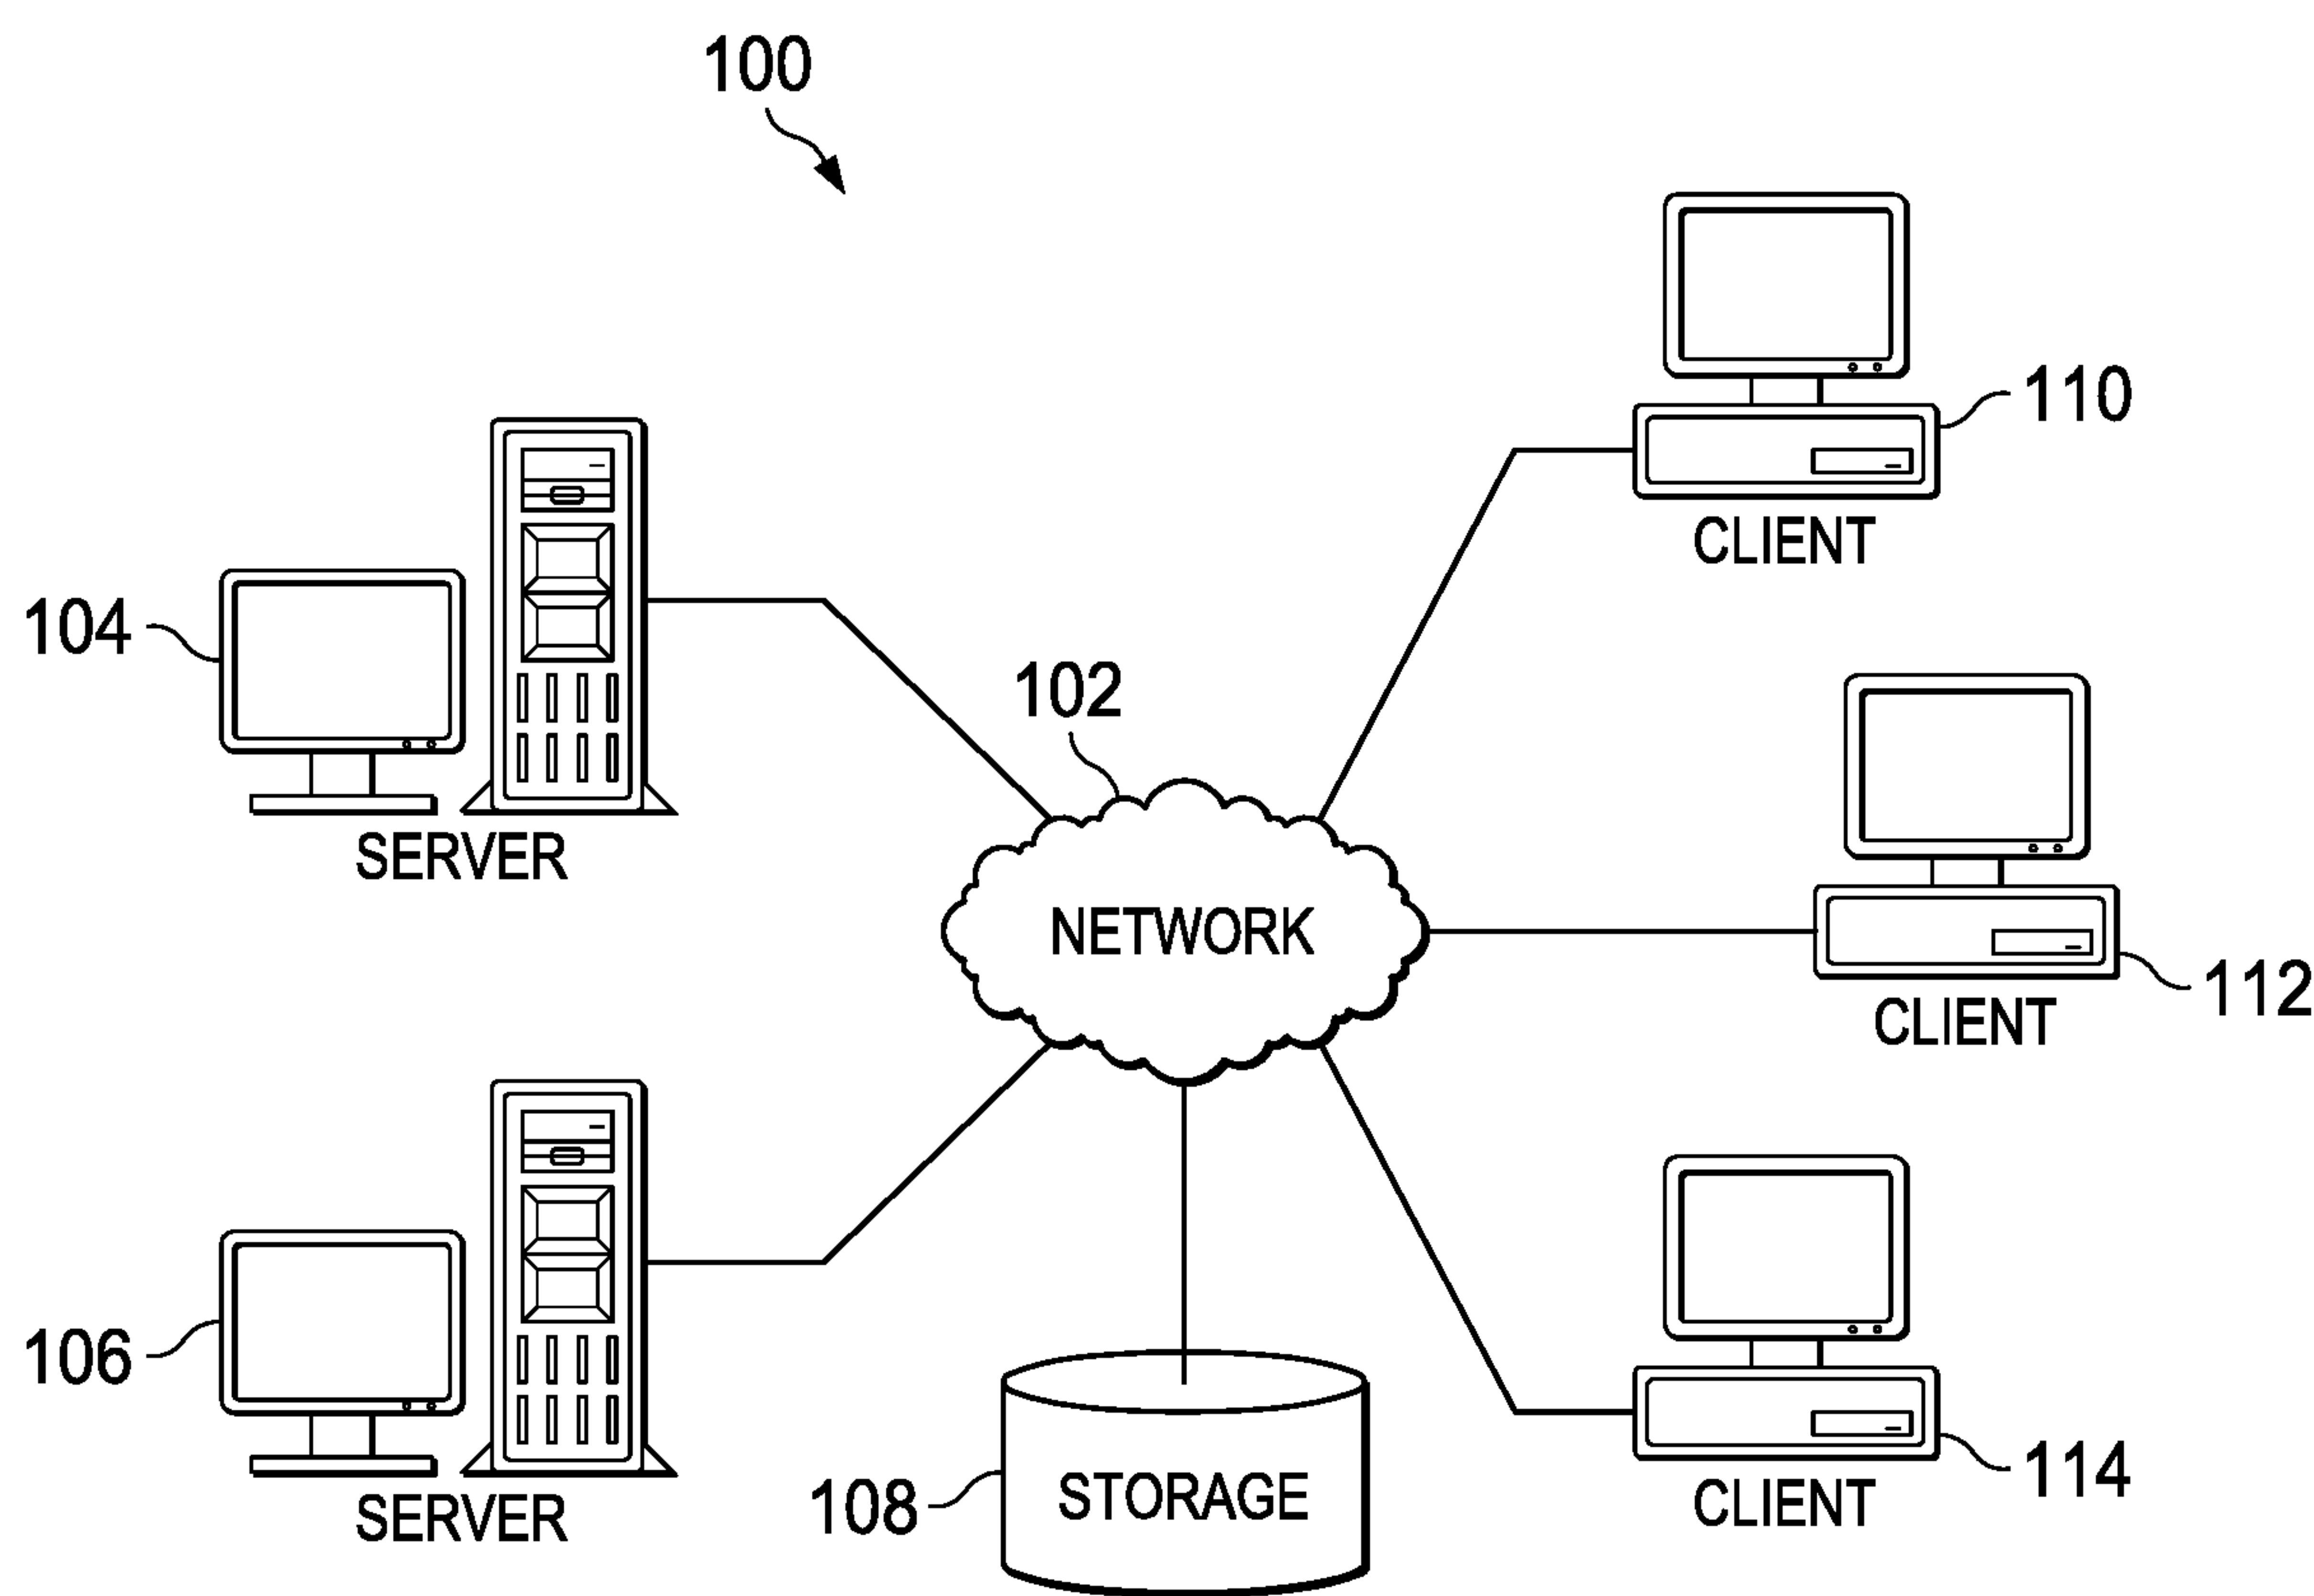 100
110
CLIENT
104
SERVER
102
NETWORK
112
CLIENT
106
SERVER
108
STORAGE
114
CLIENT